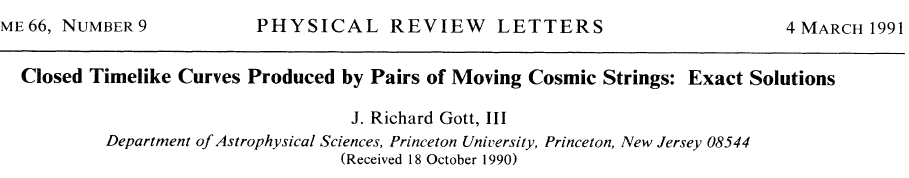 ME 66, NUMBER 9 PHYSICAL REVIEW LETTERS 4 MARCH 1991
Closed Timelike Curves Produced by Pairs of Moving Cosmic Strings: Exact Solutions
J. Richard Gott, III
Department of Astrophysical Sciences, Princeton University, Princeton, New Jersey 08544
(Received 18 October 1990)